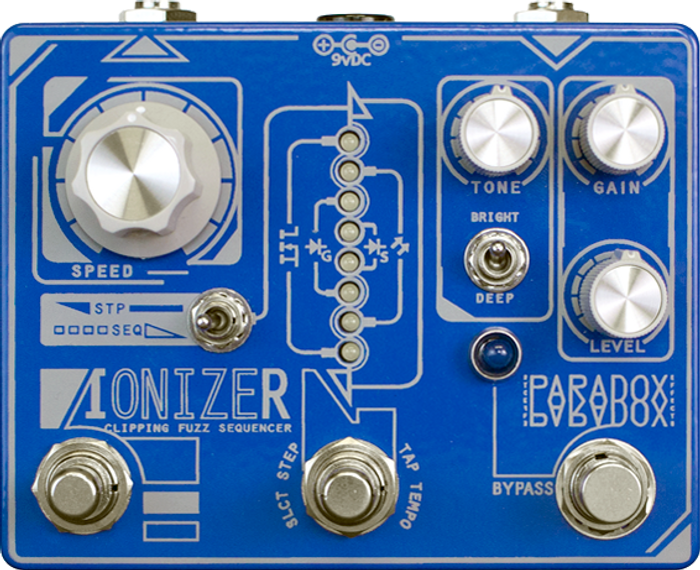 9VDC
TONE
GAIN
BRIGHT
DEEP
G
S
SPEED
STP
SEQ
LEVEL
IONIZER
CLIPPING FUZZ SEQUENCER
PARADOX
SLCT STEP
TAP TEMPO
BYPASS